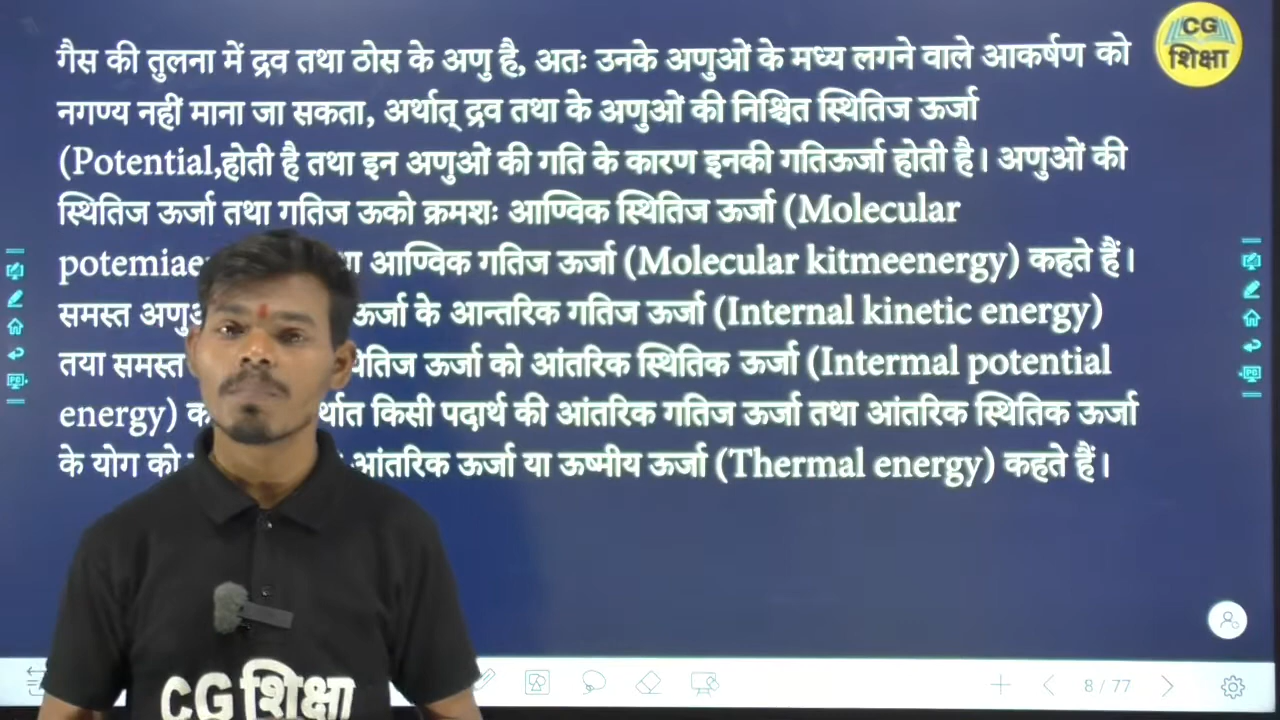 गैस की तुलना में द्रव तथा ठोस के अणु है, अतः उनके अणुओं के मध्य लगने वाले आकर्षण को
नगण्य नहीं माना जा सकता, अर्थात् द्रव तथा के अणुओं की निश्चित स्थितिज ऊर्जा
(Potential,होती है तथा इन अणुओं की गति के कारण इनकी गतिऊर्जा होती है। अणुओं की
स्थितिज ऊर्जा तथा गतिज ऊको क्रमशः आण्विक स्थितिज ऊर्जा (Molecular
आण्विक गतिज ऊर्जा (Molecular kitmeenergy) कहते हैं।
समस्त ऊर्जा के आन्तरिक गतिज ऊर्जा (Internal kinetic energy)
तया समस्त ऊर्जा को आंतरिक स्थितिक ऊर्जा (Intermal potential
energy) किसी पदार्थ की आंतरिक गतिज ऊर्जा तथा आंतरिक स्थितिक ऊर्जा
के योग को आंतरिक ऊर्जा या ऊष्मीय ऊर्जा (Thermal energy) कहते हैं।
CG
शिक्षा
8 / 77
CG शिक्षा